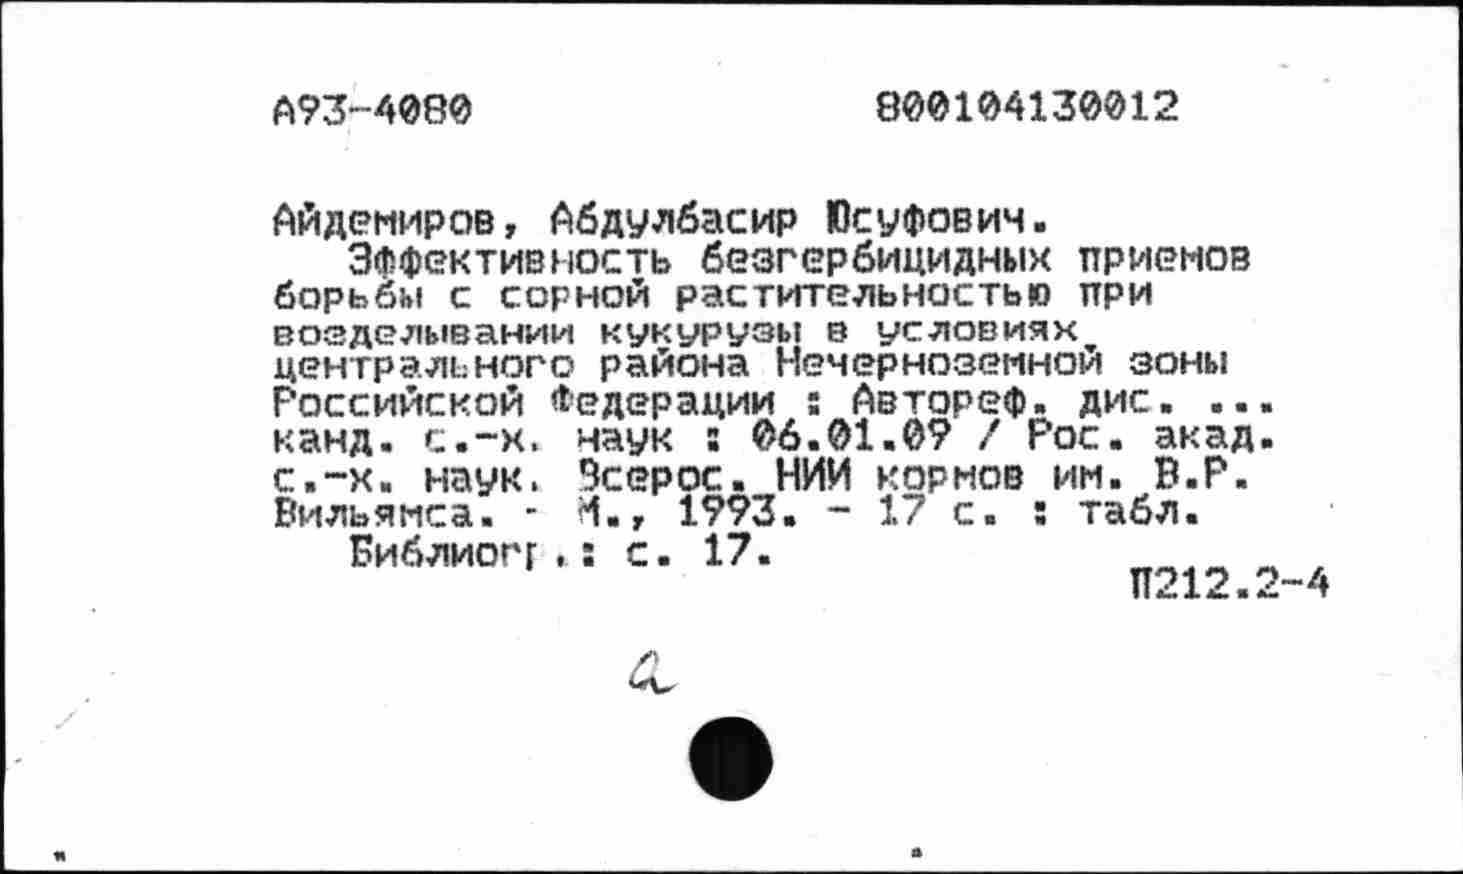 А93-4080 800104130012
Айдемиров, Абдулбасир Юсуфович.
Эффективность безгербицидных приемов
борьбы с сорной растительностью при
возделывании кукурузы в условиях
центрального района Нечерноземной зоны
Российской Федерации : Автореф. дис. ...
канд. с.-х. наук : 06.01.09 / Рос. акад.
с.-х. наук. Всерос. НИИ кормов им. В.Р.
Вильямса. - М., 1993. - 17 с. : табл.
Библиогр.: с. 17.
П212.2-4
а